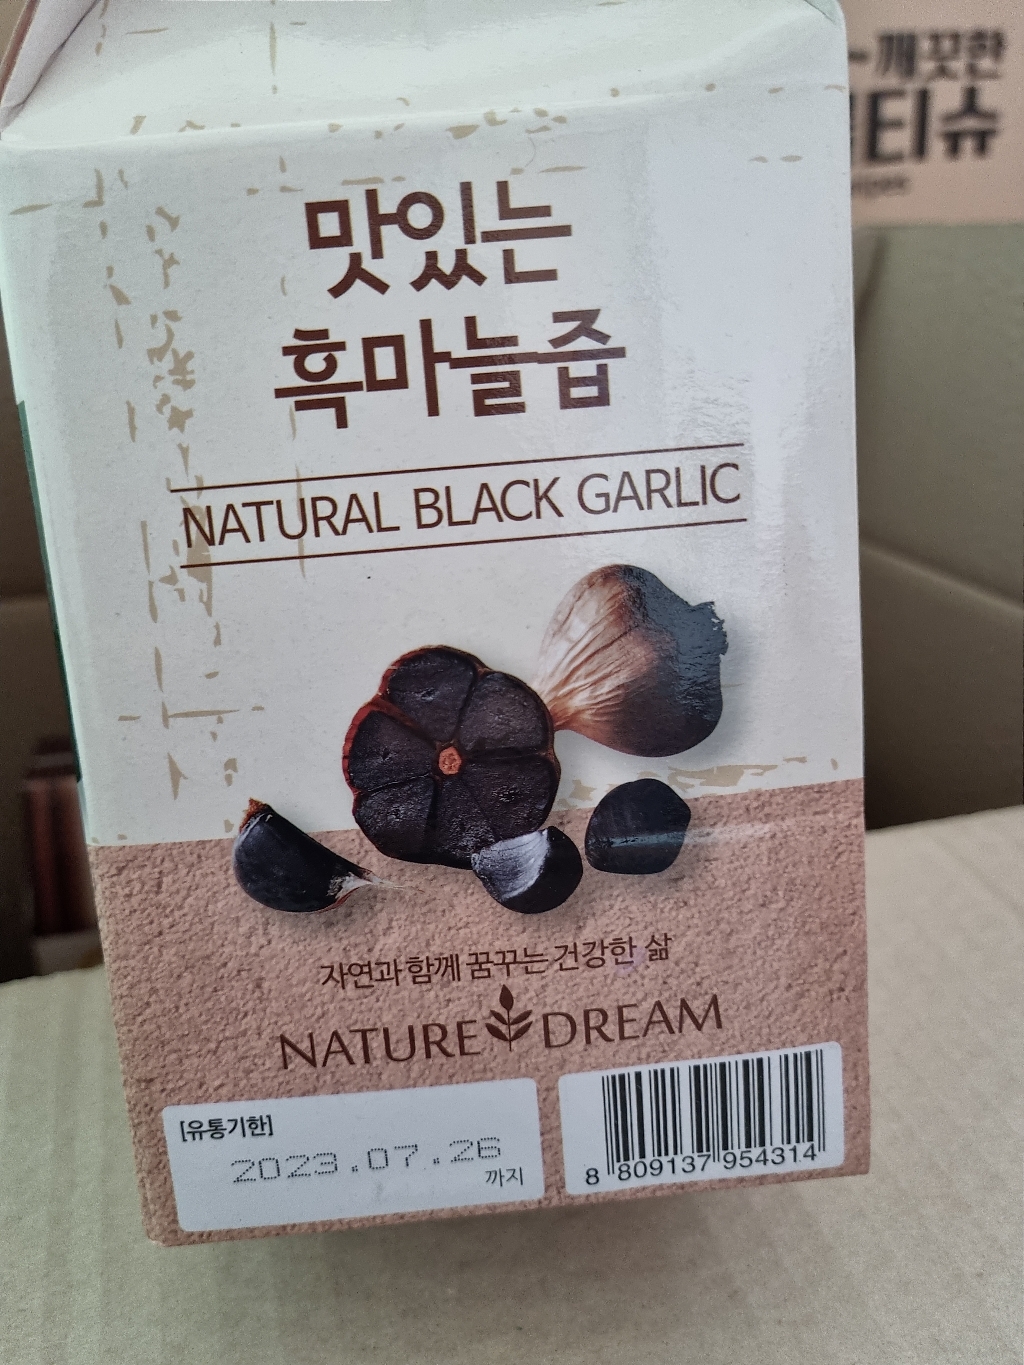 ~깨끗한
티슈
wipes
맛있는
흑마늘즙
NATURAL BLACK GARLIC
자연과 함께 꿈꾸는 건강한 삶
NATURE DREAM
[유통기한]
2023.07.26
까지
8 809137 954314